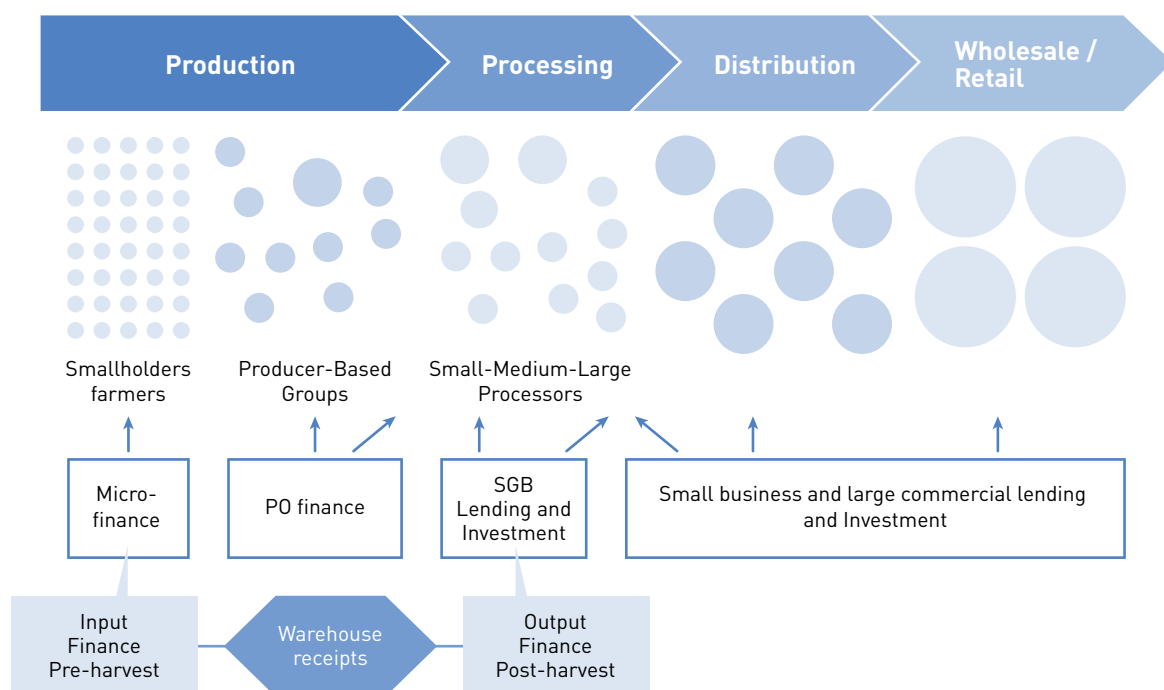 Production
Processing
Distribution
Wholesale /
Retail
Smallholders
farmers
Producer-Based
Groups
Small-Medium-Large
Processors
Micro-
finance
PO finance
SGB
Lending and
Investment
Small business and large commercial lending
and Investment
Input
Finance
Pre-harvest
Warehouse
receipts
Output
Finance
Post-harvest